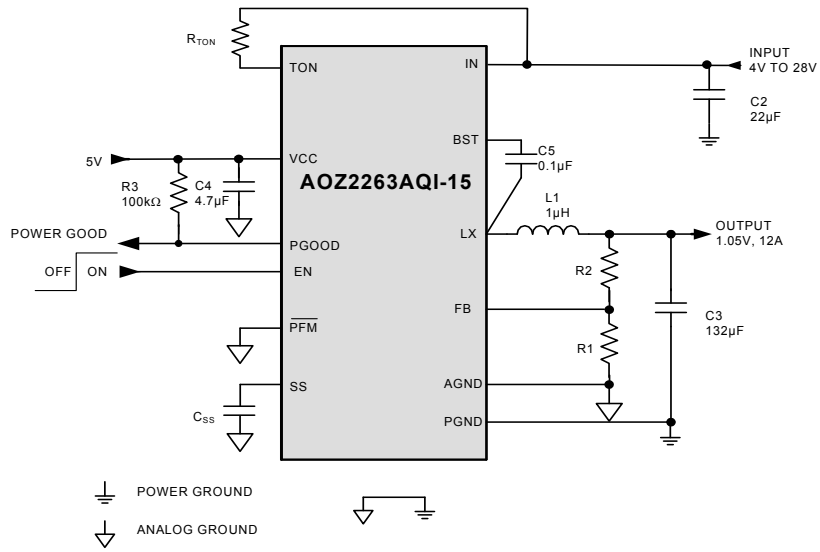 R_TON
TON
IN
INPUT
4V TO 28V
C2
22µF
BST
C5
0.1µF
5V
VCC
AOZ2263AQI-15
R3
100kΩ
C4
4.7µF
L1
1µH
LX
OUTPUT
1.05V, 12A
POWER GOOD
PGOOD
OFF ON
EN
R2
FB
C3
132µF
PFM
R1
SS
AGND
C_SS
PGND
POWER GROUND
ANALOG GROUND